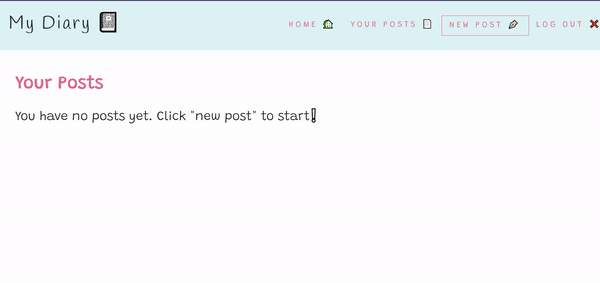 My Diary 📓
HOME 🏠 YOUR POSTS 📄 NEW POST 🖋 LOG OUT ❌
Your Posts
You have no posts yet. Click "new post" to start❗